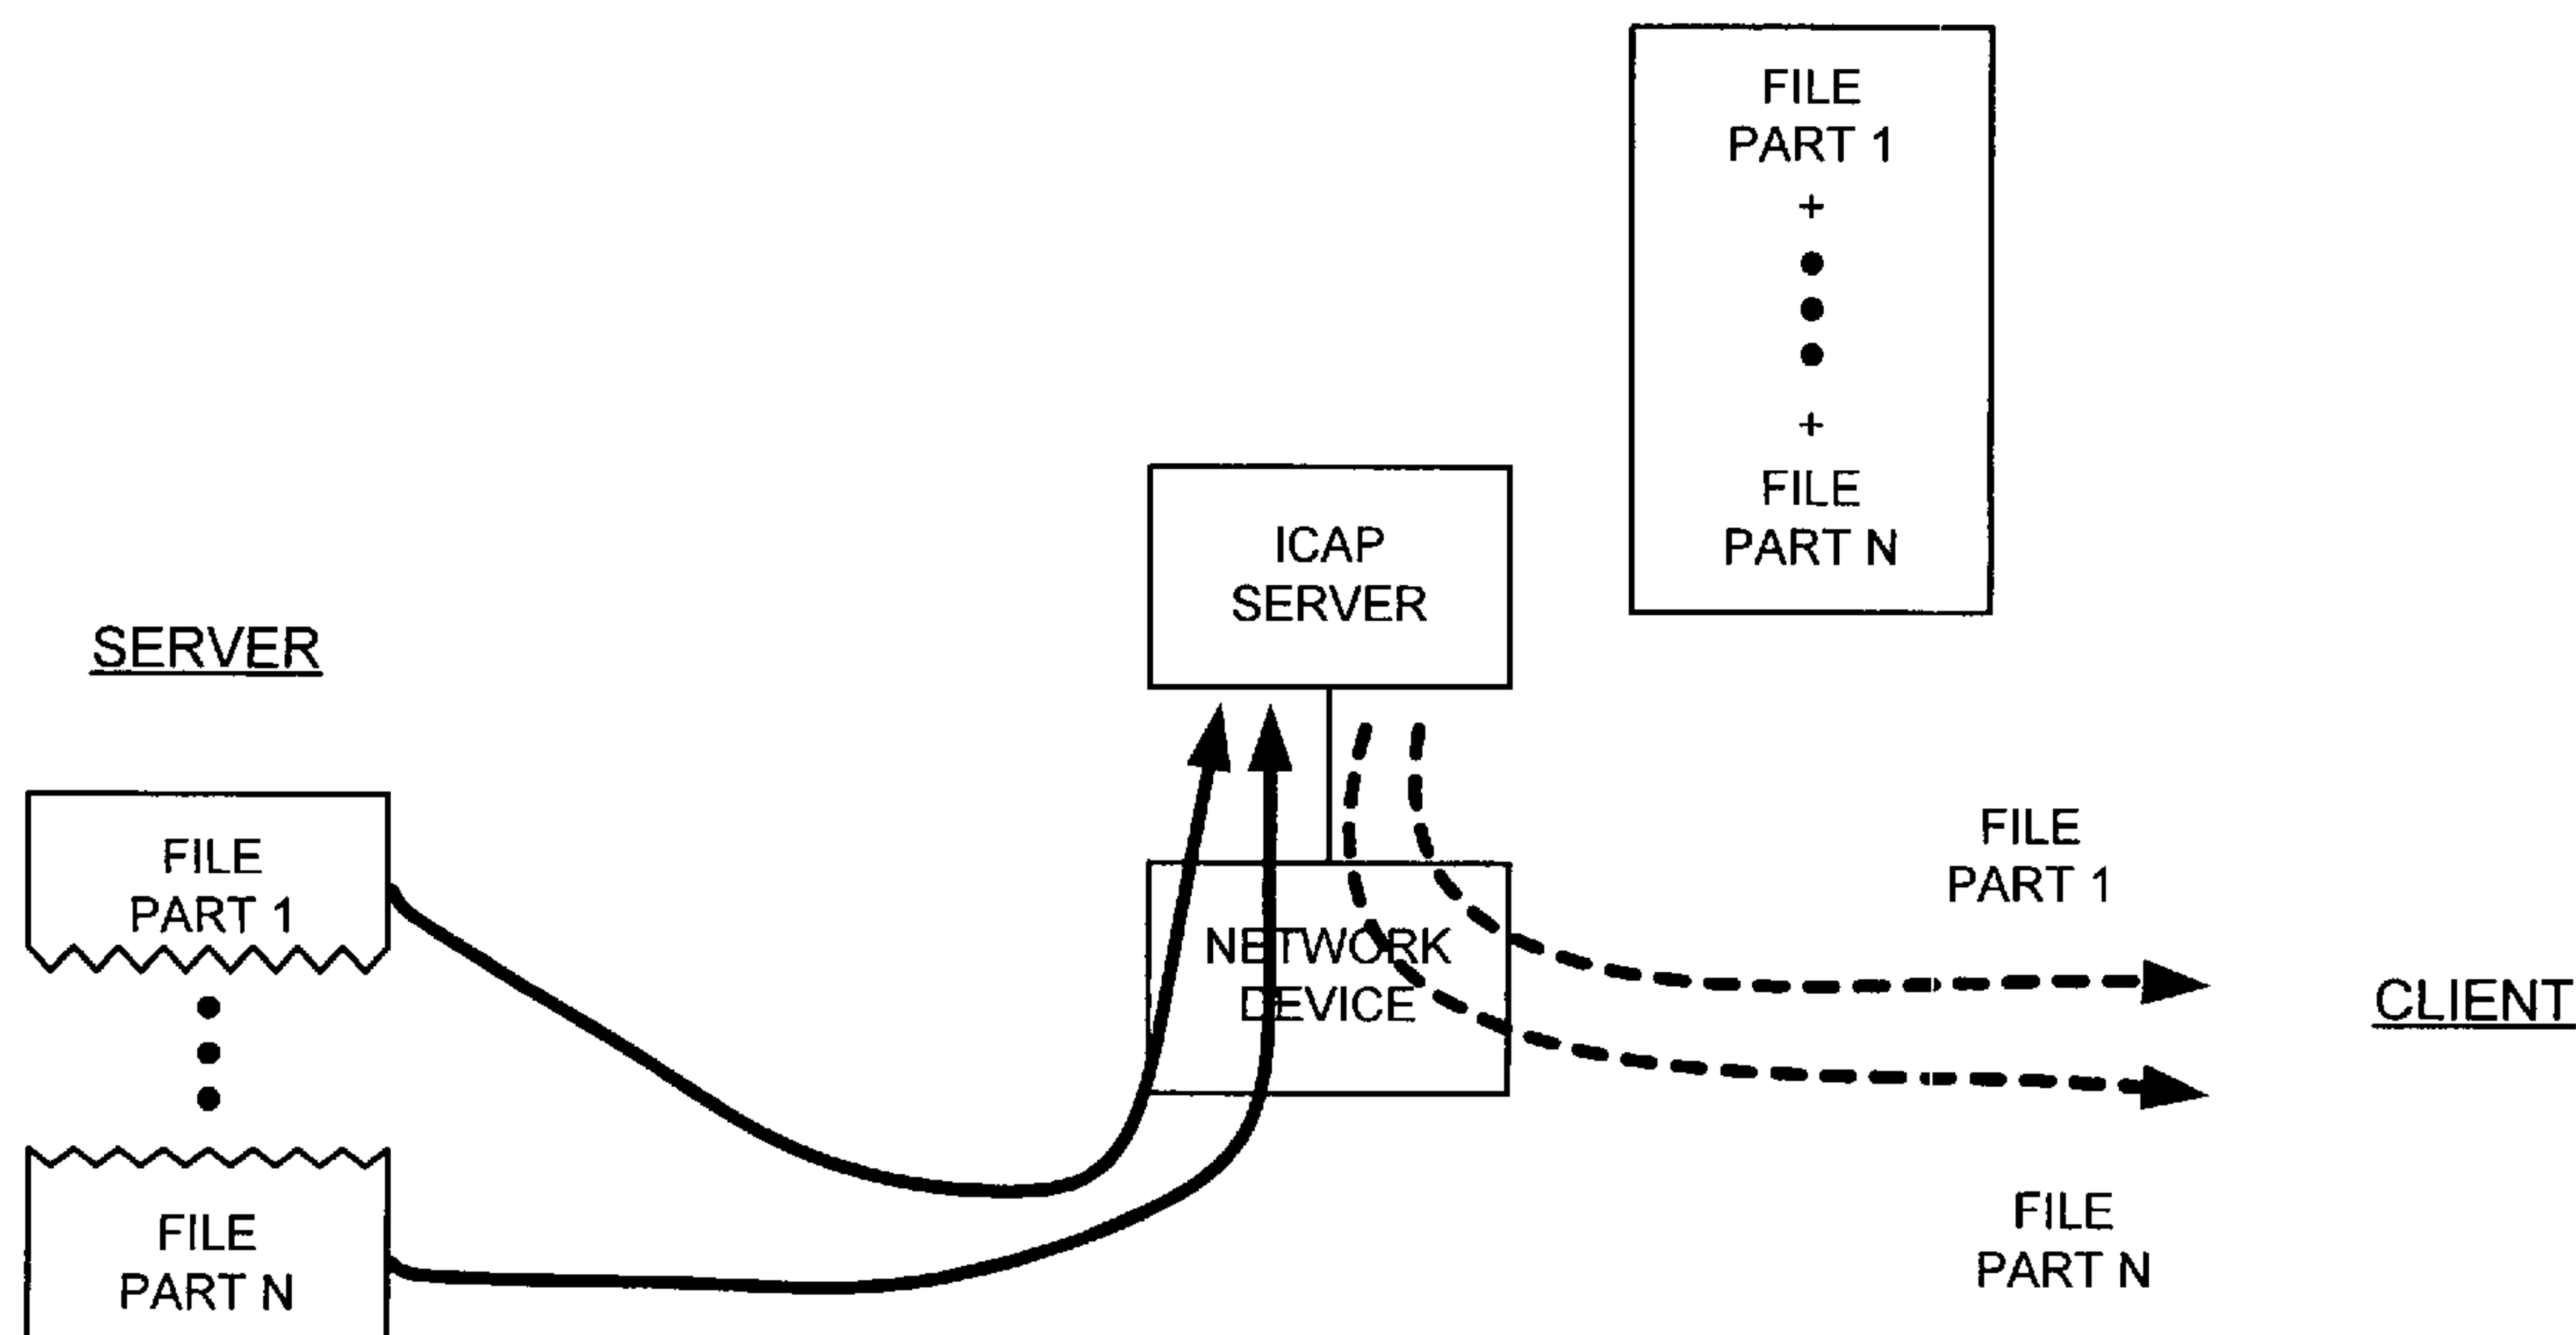 FILE
PART 1
+
+
FILE
PART N
ICAP
SERVER
SERVER
FILE
PART 1
NETWORK
DEVICE
FILE
PART 1
CLIENT
FILE
PART N
FILE
PART N